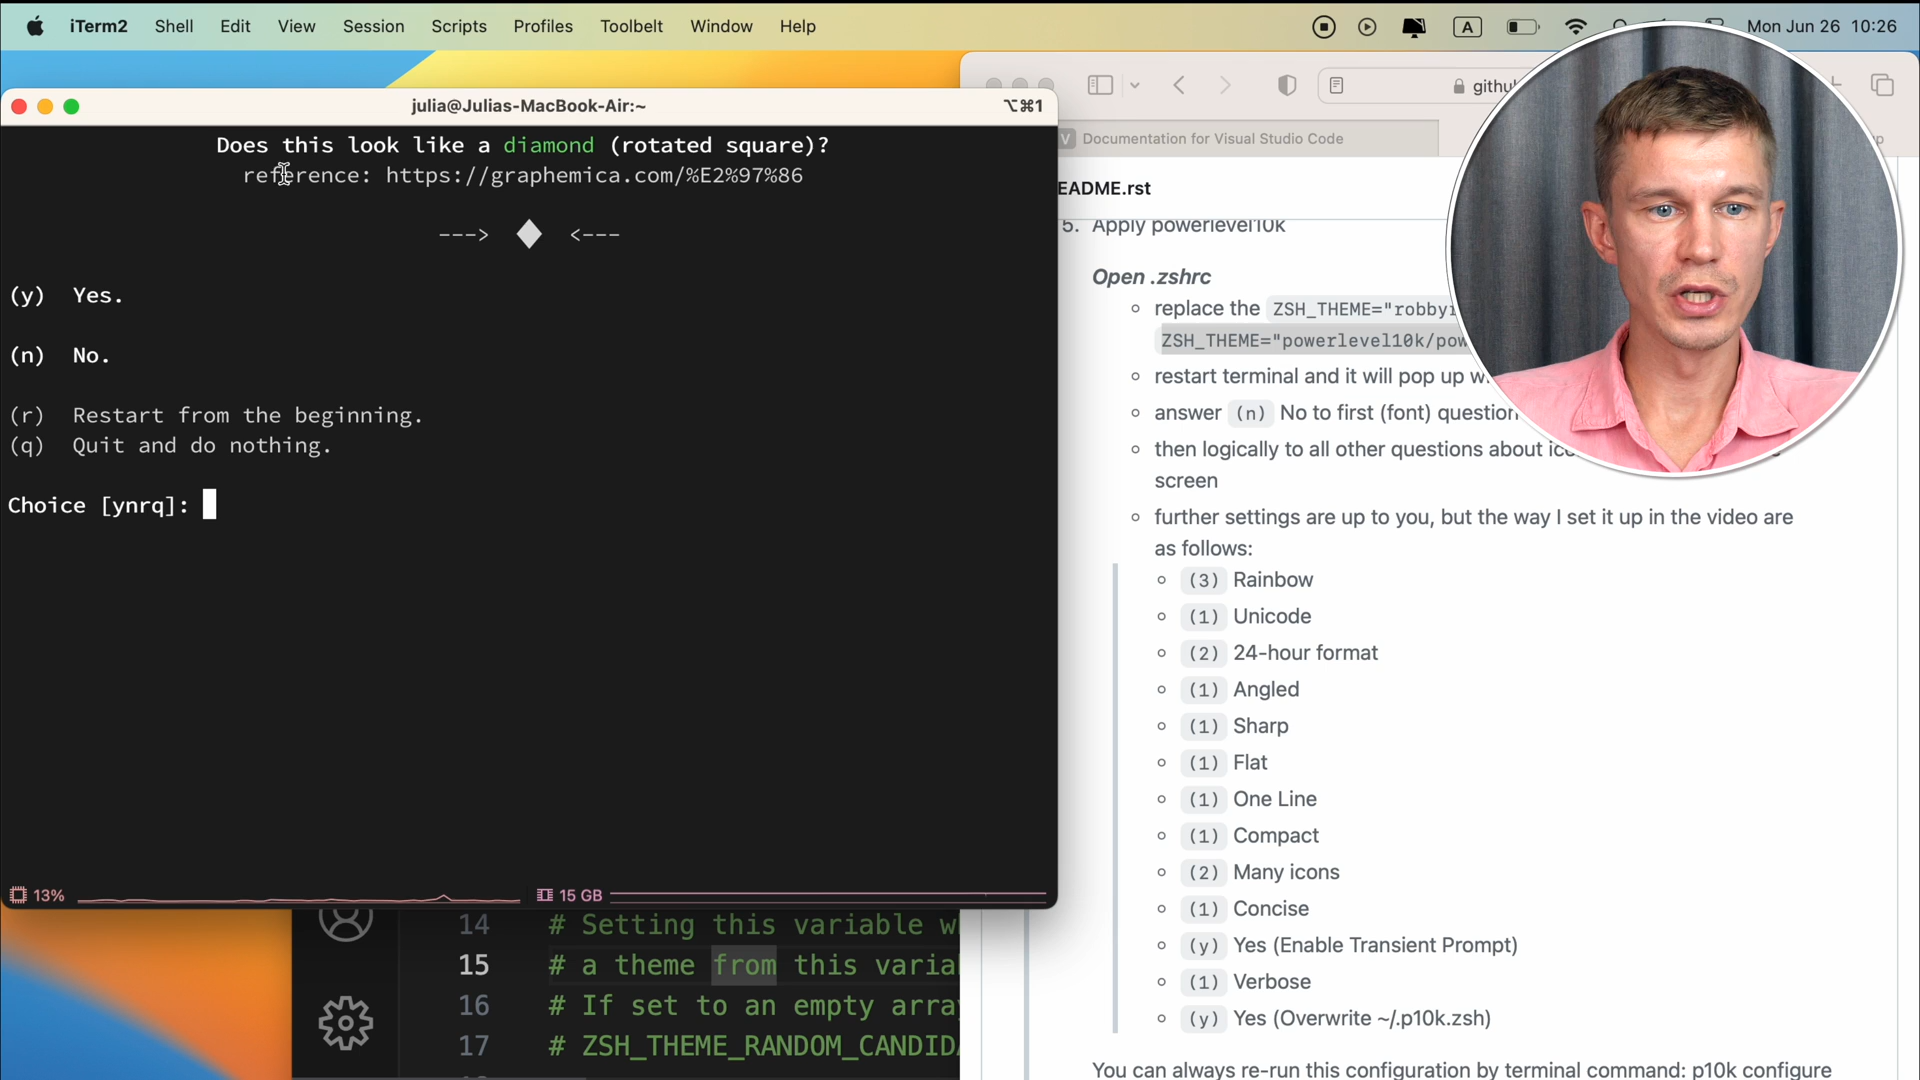 iTerm2 Shell Edit View Session Scripts Profiles Toolbelt Window Help A Mon Jun 26 10:26
julia@Julias-MacBook-Air:~ ⌥⌘1
Does this look like a diamond (rotated square)?
reference: https://graphemica.com/%E2%97%86
---> ◆ <---
(y) Yes.
(n) No.
(r) Restart from the beginning.
(q) Quit and do nothing.
Choice [ynrq]:
13% 15 GB
14 # Setting this variable
15 # a theme from this varia
16 # If set to an empty array
17 # ZSH_THEME_RANDOM_CANDIDA
V Documentation for Visual Studio Code
EADME.rst
5. Apply powerlevel10k
Open .zshrc
replace the ZSH_THEME="robbyr
ZSH_THEME="powerlevel10k/pow
restart terminal and it will pop up
answer (n) No to first (font) question
then logically to all other questions about
screen
further settings are up to you, but the way I set it up in the video are
as follows:
(3) Rainbow
(1) Unicode
(2) 24-hour format
(1) Angled
(1) Sharp
(1) Flat
(1) One Line
(1) Compact
(2) Many icons
(1) Concise
(y) Yes (Enable Transient Prompt)
(1) Verbose
(y) Yes (Overwrite ~/.p10k.zsh)
You can always re-run this configuration by terminal command: p10k configure